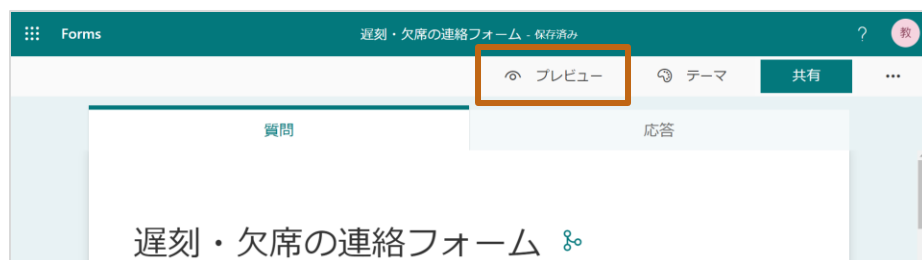 Forms
遅刻・欠席の連絡フォーム - 保存済み
?
教
プレビュー
テーマ
共有
...
質問
応答
遅刻・欠席の連絡フォーム